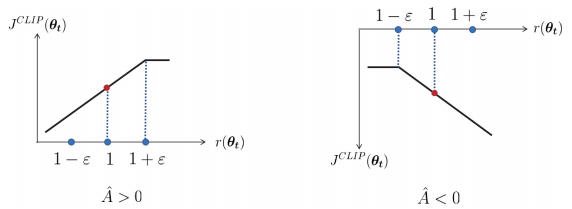 J^{CLIP}(θ_t)
r(θ_t)
1 − ε 1 1 + ε
Â > 0
1 − ε 1 1 + ε
r(θ_t)
J^{CLIP}(θ_t)
Â < 0